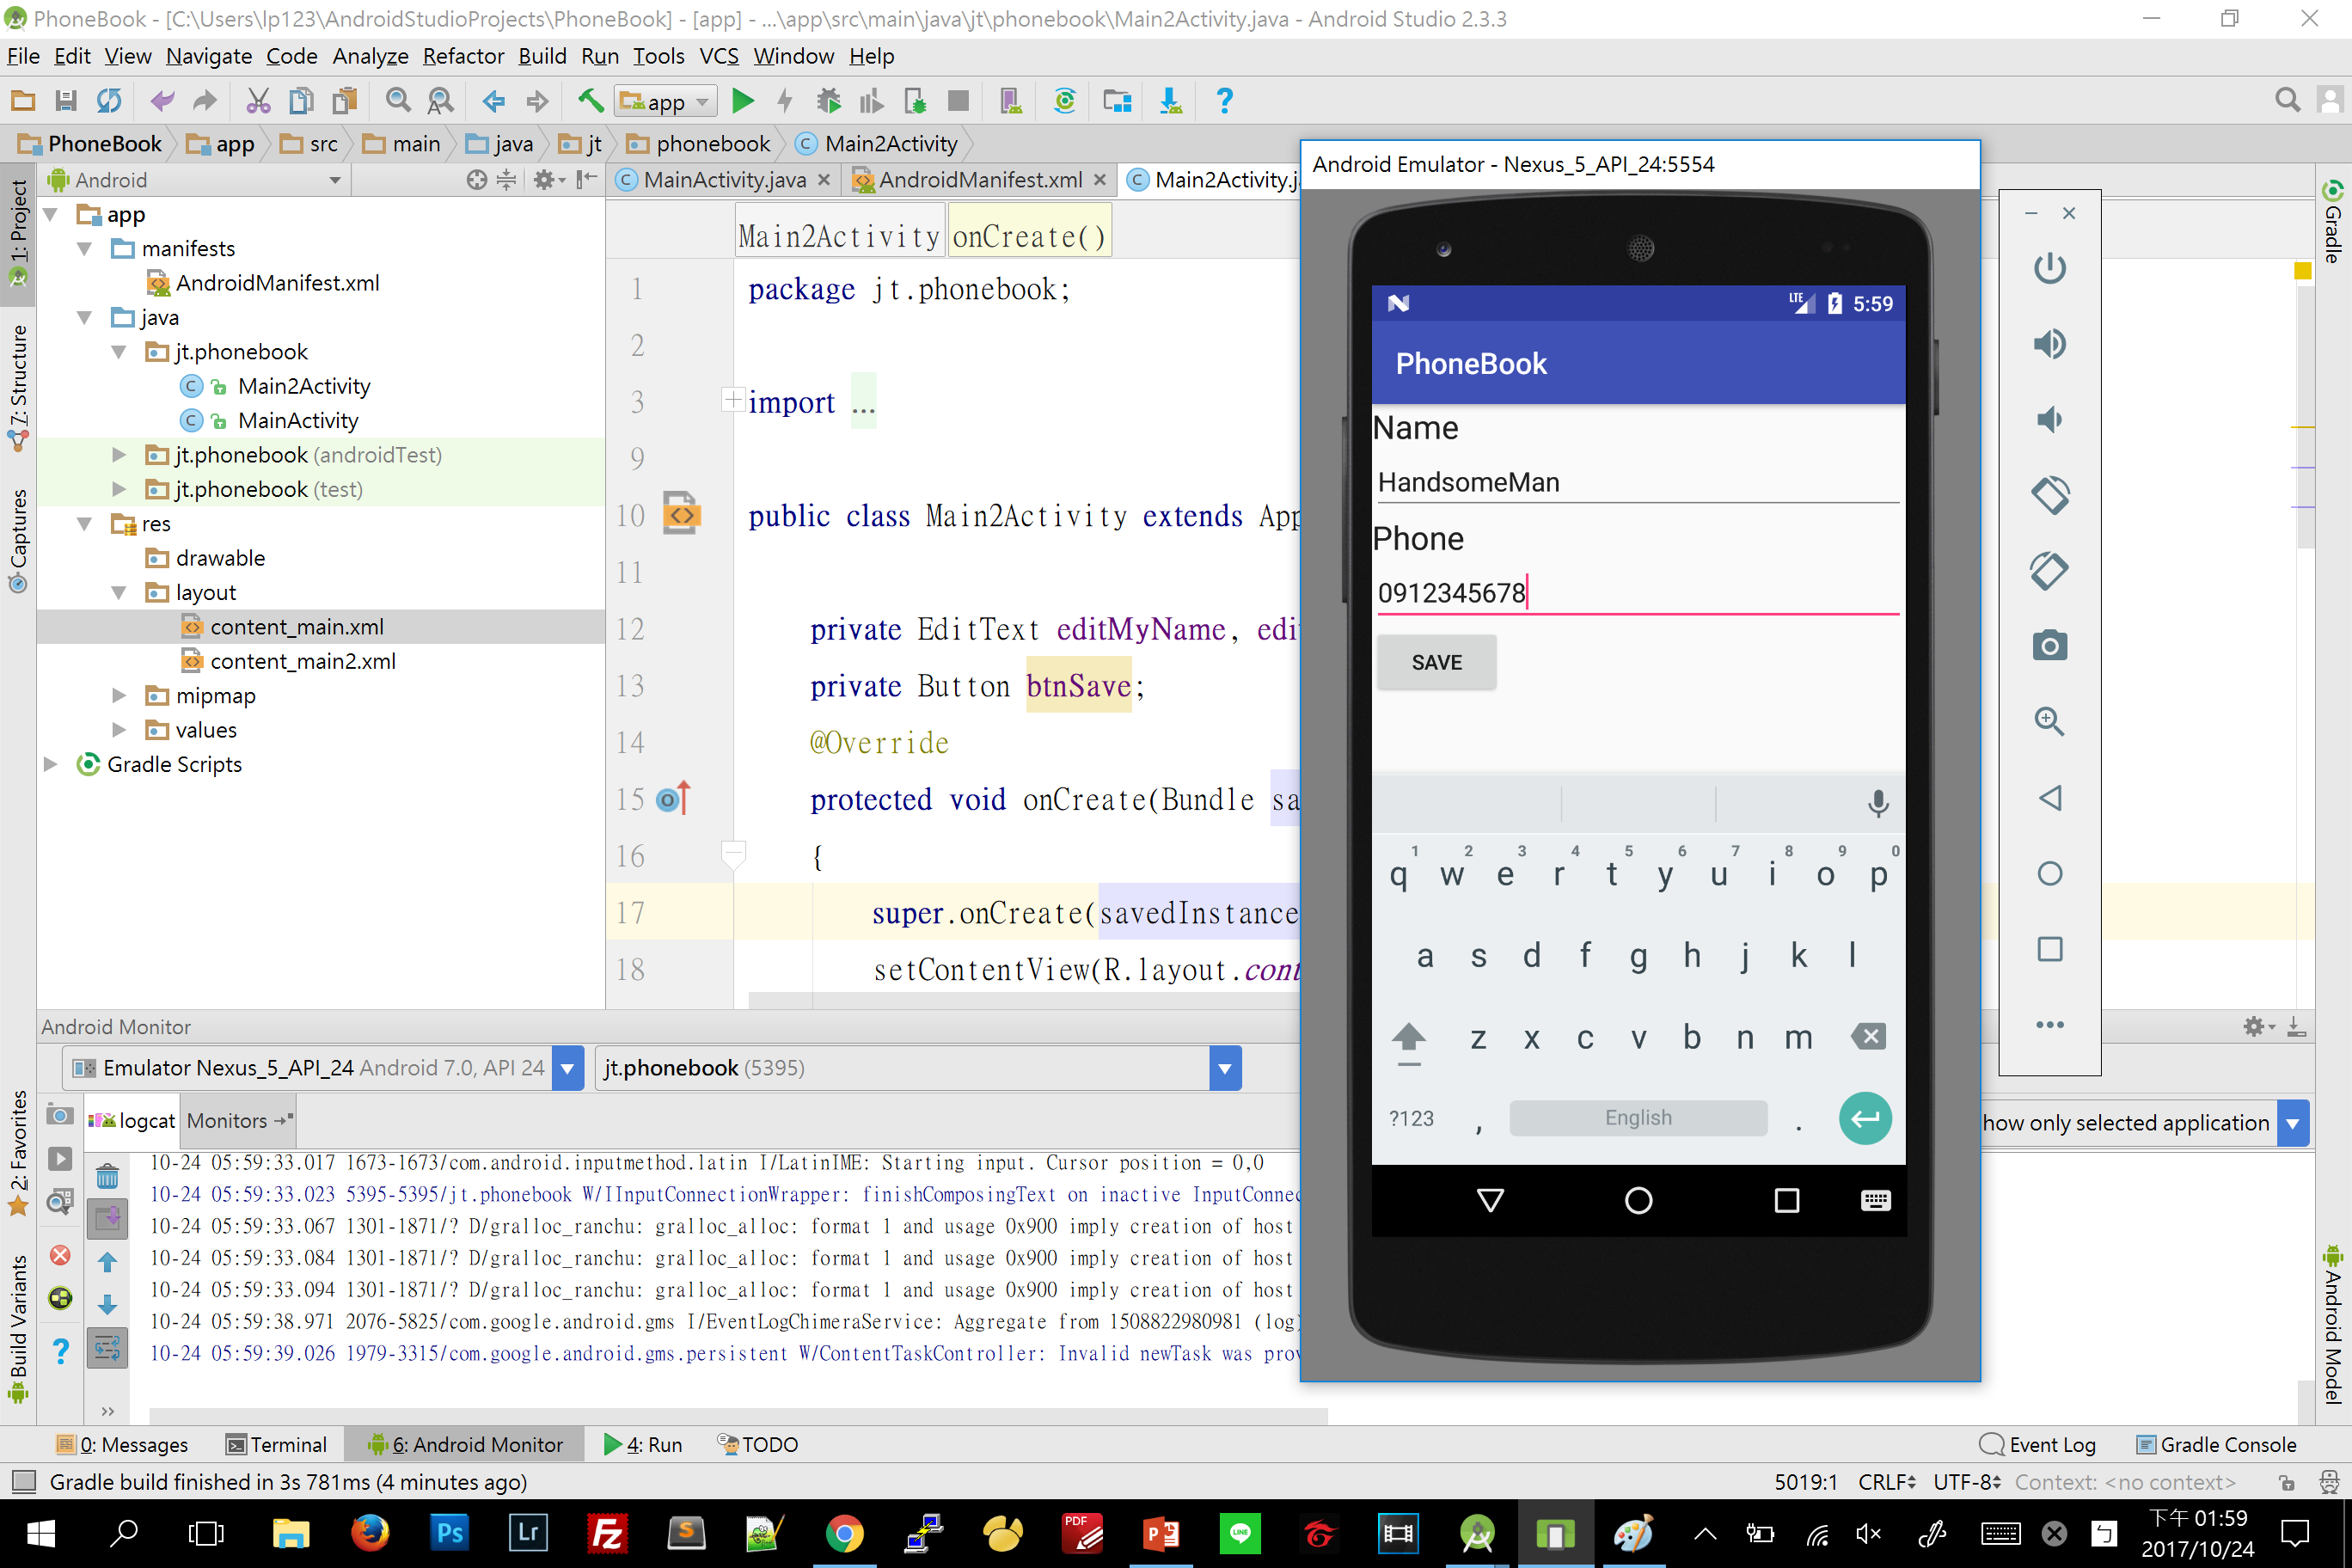 PhoneBook - [C:\Users\lp123\AndroidStudioProjects\PhoneBook] - [app] - ...\app\src\main\java\jt\phonebook\Main2Activity.java - Android Studio 2.3.3
File Edit View Navigate Code Analyze Refactor Build Run Tools VCS Window Help
app
PhoneBook app src main java jt phonebook Main2Activity
Android
MainActivity.java AndroidManifest.xml Main2Activity.j
1: Project
7: Structure
Captures
2: Favorites
Build Variants
app
manifests
AndroidManifest.xml
java
jt.phonebook
Main2Activity
MainActivity
jt.phonebook (androidTest)
jt.phonebook (test)
res
drawable
layout
content_main.xml
content_main2.xml
mipmap
values
Gradle Scripts
Main2Activity onCreate()
1 package jt.phonebook;
2
3 import ...
9
10 public class Main2Activity extends App
11
12 private EditText editMyName, edi
13 private Button btnSave;
14 @Override
15 protected void onCreate(Bundle sa
16 {
17 super.onCreate(savedInstance
18 setContentView(R.layout.cont
Android Emulator - Nexus_5_API_24:5554
LTE 5:59
PhoneBook
Name
HandsomeMan
Phone
0912345678
SAVE
1 2 3 4 5 6 7 8 9 0
q w e r t y u i o p
a s d f g h j k l
z x c v b n m
?123 , English .
Gradle
Android Model
Android Monitor
Emulator Nexus_5_API_24 Android 7.0, API 24 jt.phonebook (5395)
logcat Monitors
how only selected application
10-24 05:59:33.017 1673-1673/com.android.inputmethod.latin I/LatinIME: Starting input. Cursor position = 0,0
10-24 05:59:33.023 5395-5395/jt.phonebook W/IInputConnectionWrapper: finishComposingText on inactive InputConnec
10-24 05:59:33.067 1301-1871/? D/gralloc_ranchu: gralloc_alloc: format 1 and usage 0x900 imply creation of host
10-24 05:59:33.084 1301-1871/? D/gralloc_ranchu: gralloc_alloc: format 1 and usage 0x900 imply creation of host
10-24 05:59:33.094 1301-1871/? D/gralloc_ranchu: gralloc_alloc: format 1 and usage 0x900 imply creation of host
10-24 05:59:38.971 2076-5825/com.google.android.gms I/EventLogChimeraService: Aggregate from 1508822980981 (log)
10-24 05:59:39.026 1979-3315/com.google.android.gms.persistent W/ContentTaskController: Invalid newTask was prov
0: Messages Terminal 6: Android Monitor 4: Run TODO Event Log Gradle Console
Gradle build finished in 3s 781ms (4 minutes ago) 5019:1 CRLF UTF-8 Context: <no context>
Ps Lr Fz S PDF P LINE ㄅ
下午 01:59
2017/10/24